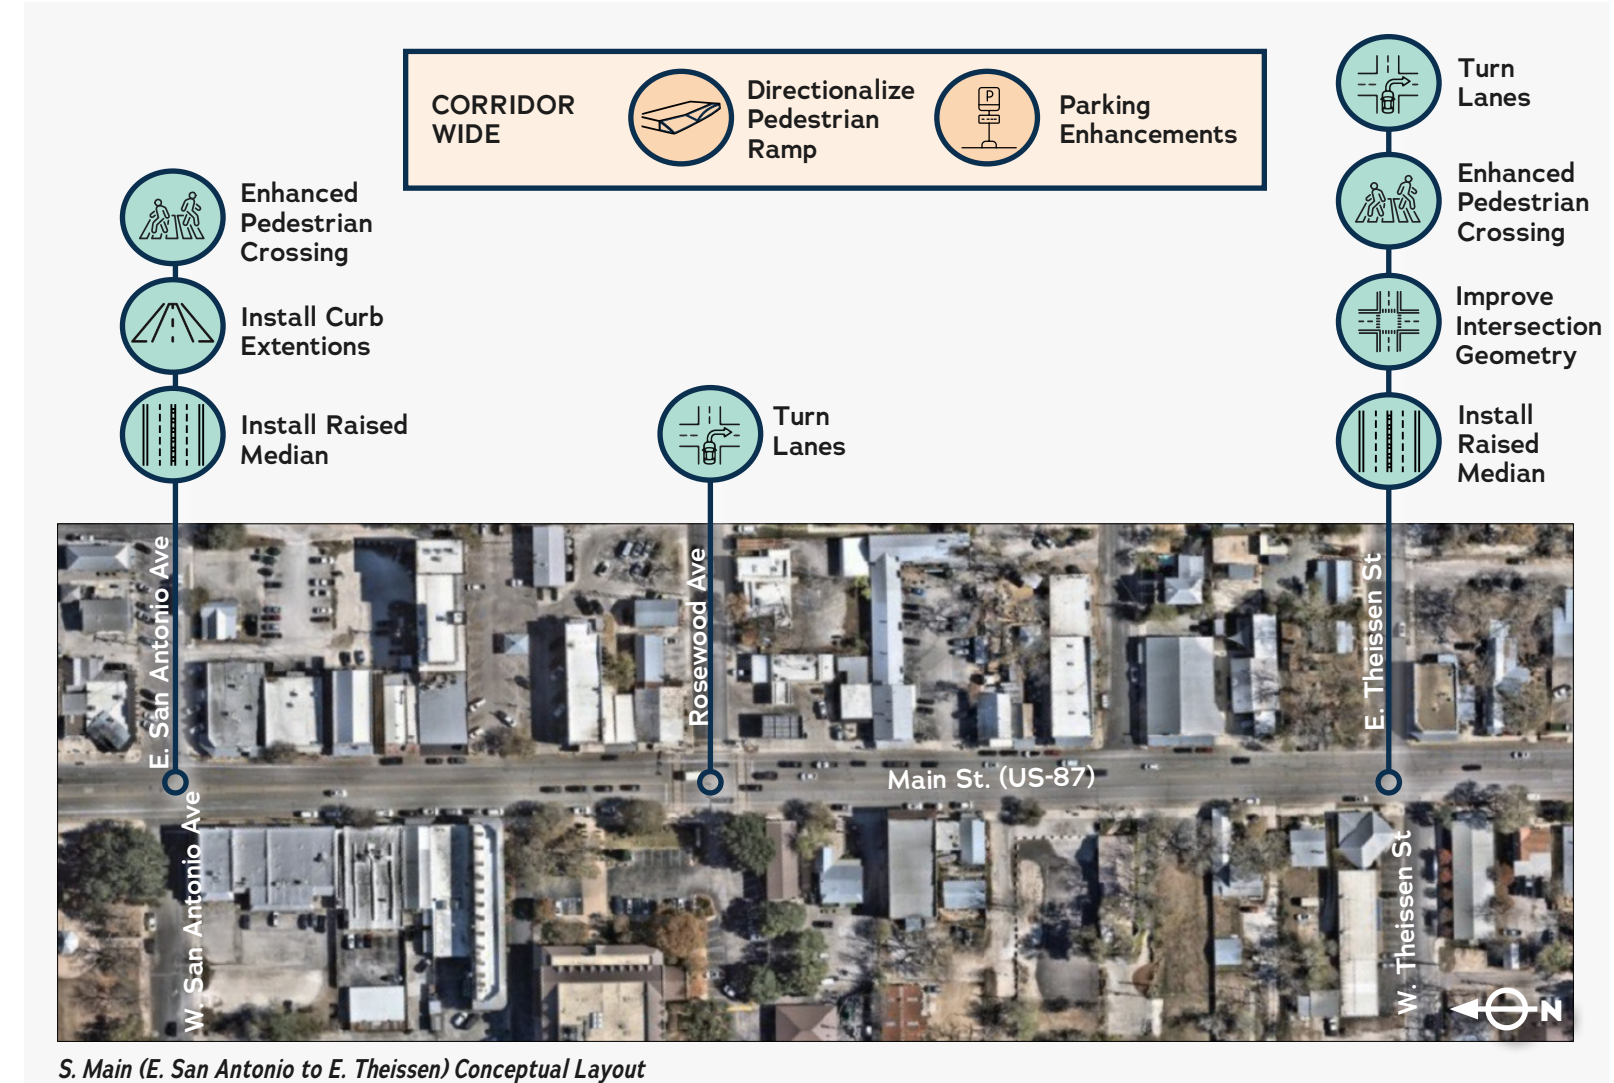 CORRIDOR
WIDE
Directionalize
Pedestrian
Ramp
P
Parking
Enhancements
Turn
Lanes
Enhanced
Pedestrian
Crossing
Improve
Intersection
Geometry
Install
Raised
Median
Enhanced
Pedestrian
Crossing
Install Curb
Extentions
Install Raised
Median
Turn
Lanes
E. San Antonio Ave
W. San Antonio Ave
Rosewood Ave
Main St. (US-87)
E. Theissen St
W. Theissen St
N
S. Main (E. San Antonio to E. Theissen) Conceptual Layout